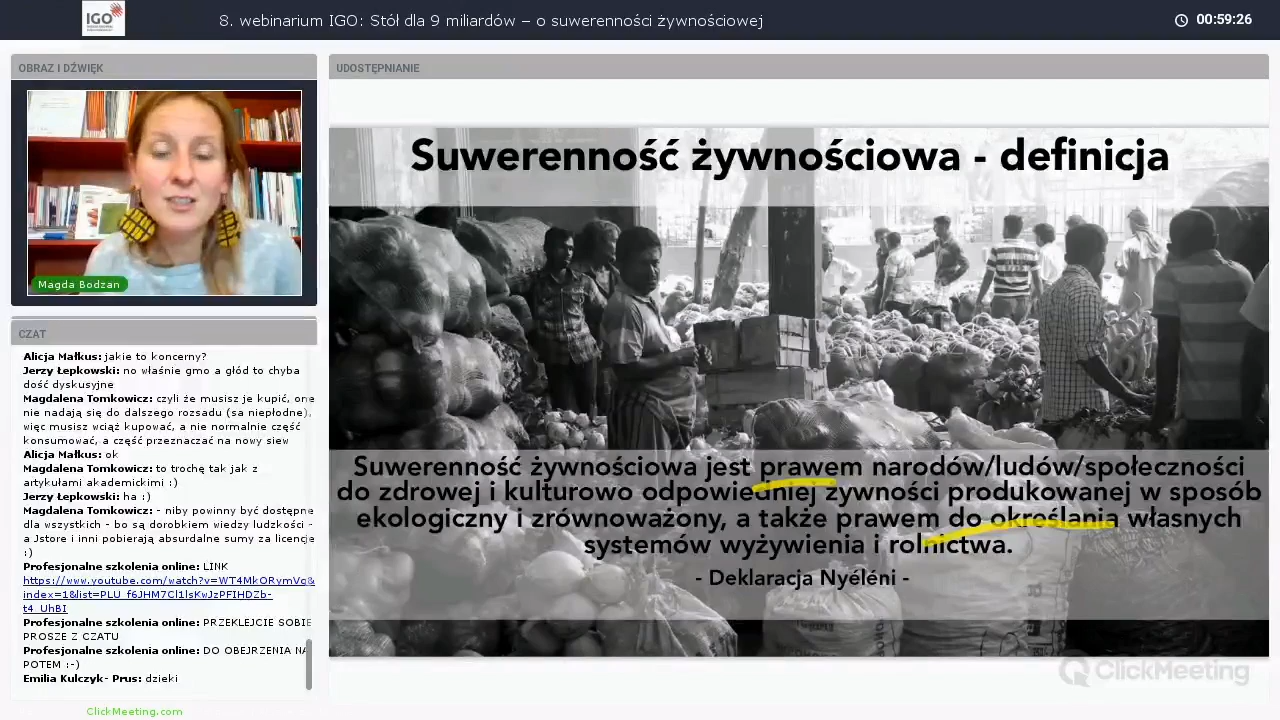 IGO
8. webinarium IGO: Stół dla 9 miliardów – o suwerenności żywnościowej
00:59:26
OBRAZ I DŹWIĘK
Magda Bodzan
CZAT
Alicja Małkus: jakie to koncerny?
Jerzy Łepkowski: no właśnie gmo a głód to chyba
dość dyskusyjne
Magdalena Tomkowicz: czyli że musisz je kupić, one
nie nadają się do dalszego rozsadu (sa niepłodne),
więc musisz wciąż kupować, a nie normalnie część
konsumować, a część przeznaczać na nowy siew
Alicja Małkus: ok
Magdalena Tomkowicz: to trochę tak jak z
artykułami akademickimi :)
Jerzy Łepkowski: ha :)
Magdalena Tomkowicz: - niby powinny być dostępne
dla wszystkich - bo są dorobkiem wiedzy ludzkości -
a Jstore i inni pobierają absurdalne sumy za licencje
:)
Profesjonalne szkolenia online: LINK
https://www.youtube.com/watch?v=WT4MkORymVg&
index=1&list=PLU_f6JHM7Cl1lsKwJzPFIHDZb-
t4_UhBI
Profesjonalne szkolenia online: PRZEKLEJCIE SOBIE
PROSZE Z CZATU
Profesjonalne szkolenia online: DO OBEJRZENIA NA
POTEM :-)
Emilia Kulczyk- Prus: dzieki
ClickMeeting.com
UDOSTĘPNIANIE
Suwerenność żywnościowa - definicja
Suwerenność żywnościowa jest prawem narodów/ludów/społeczności
do zdrowej i kulturowo odpowiedniej żywności produkowanej w sposób
ekologiczny i zrównoważony, a także prawem do określania własnych
systemów wyżywienia i rolnictwa.
- Deklaracja Nyéléni -
ClickMeeting